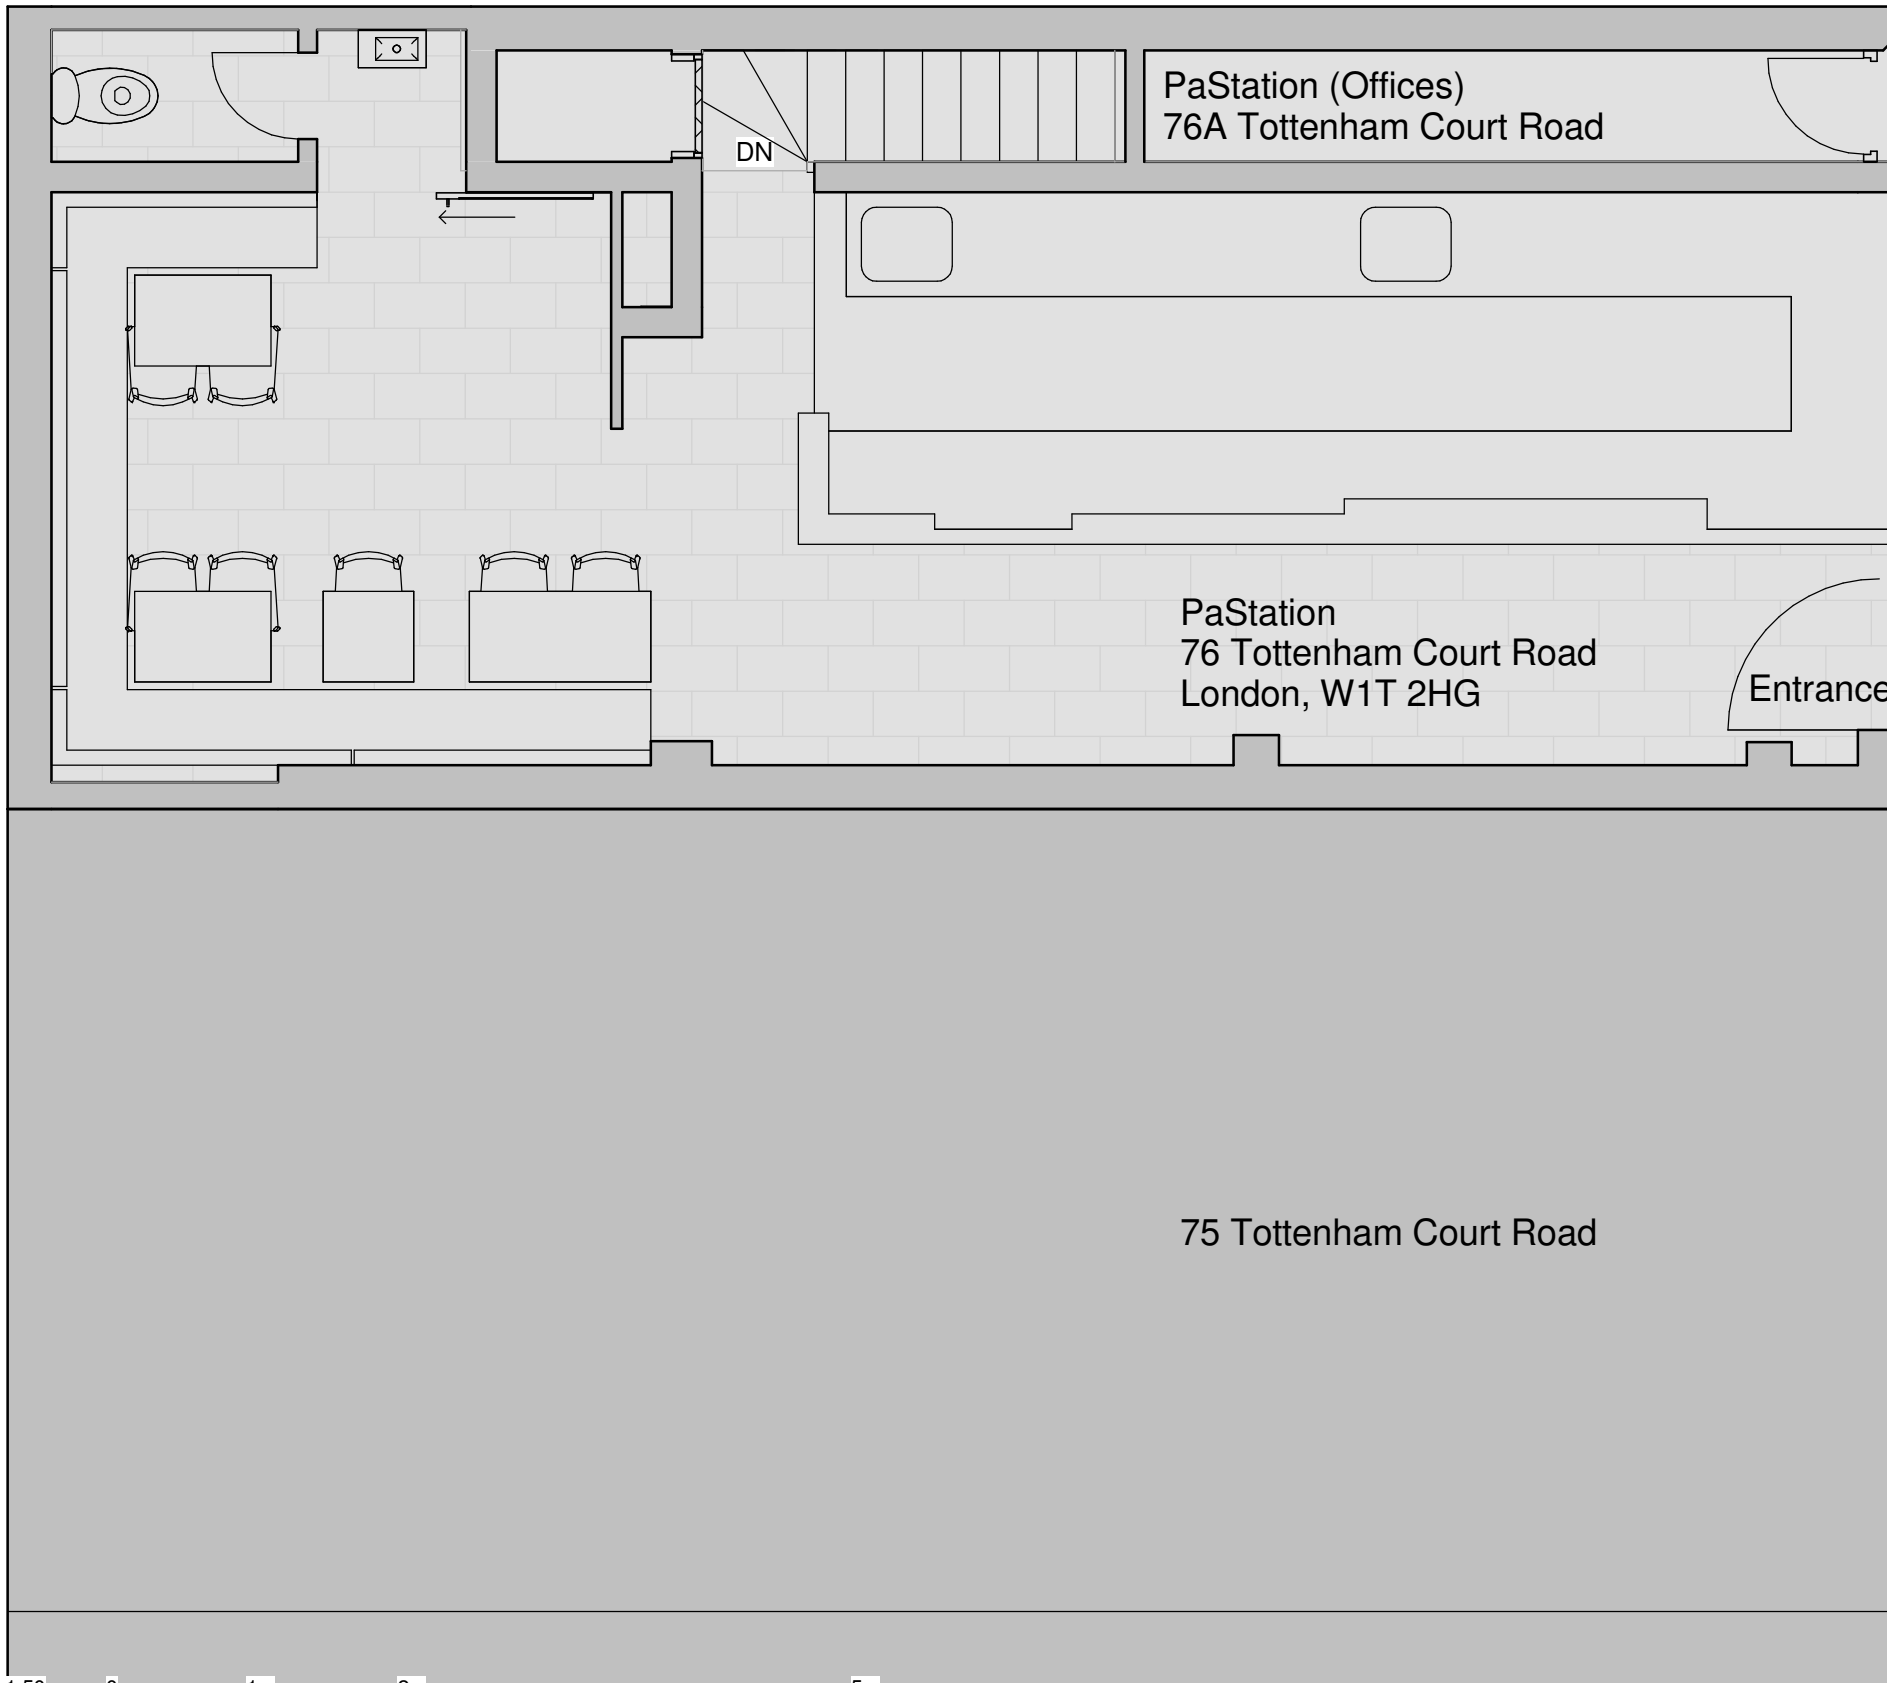 PaStation (Offices)
76A Tottenham Court Road
DN
PaStation
76 Tottenham Court Road
London, W1T 2HG
Entrance
75 Tottenham Court Road